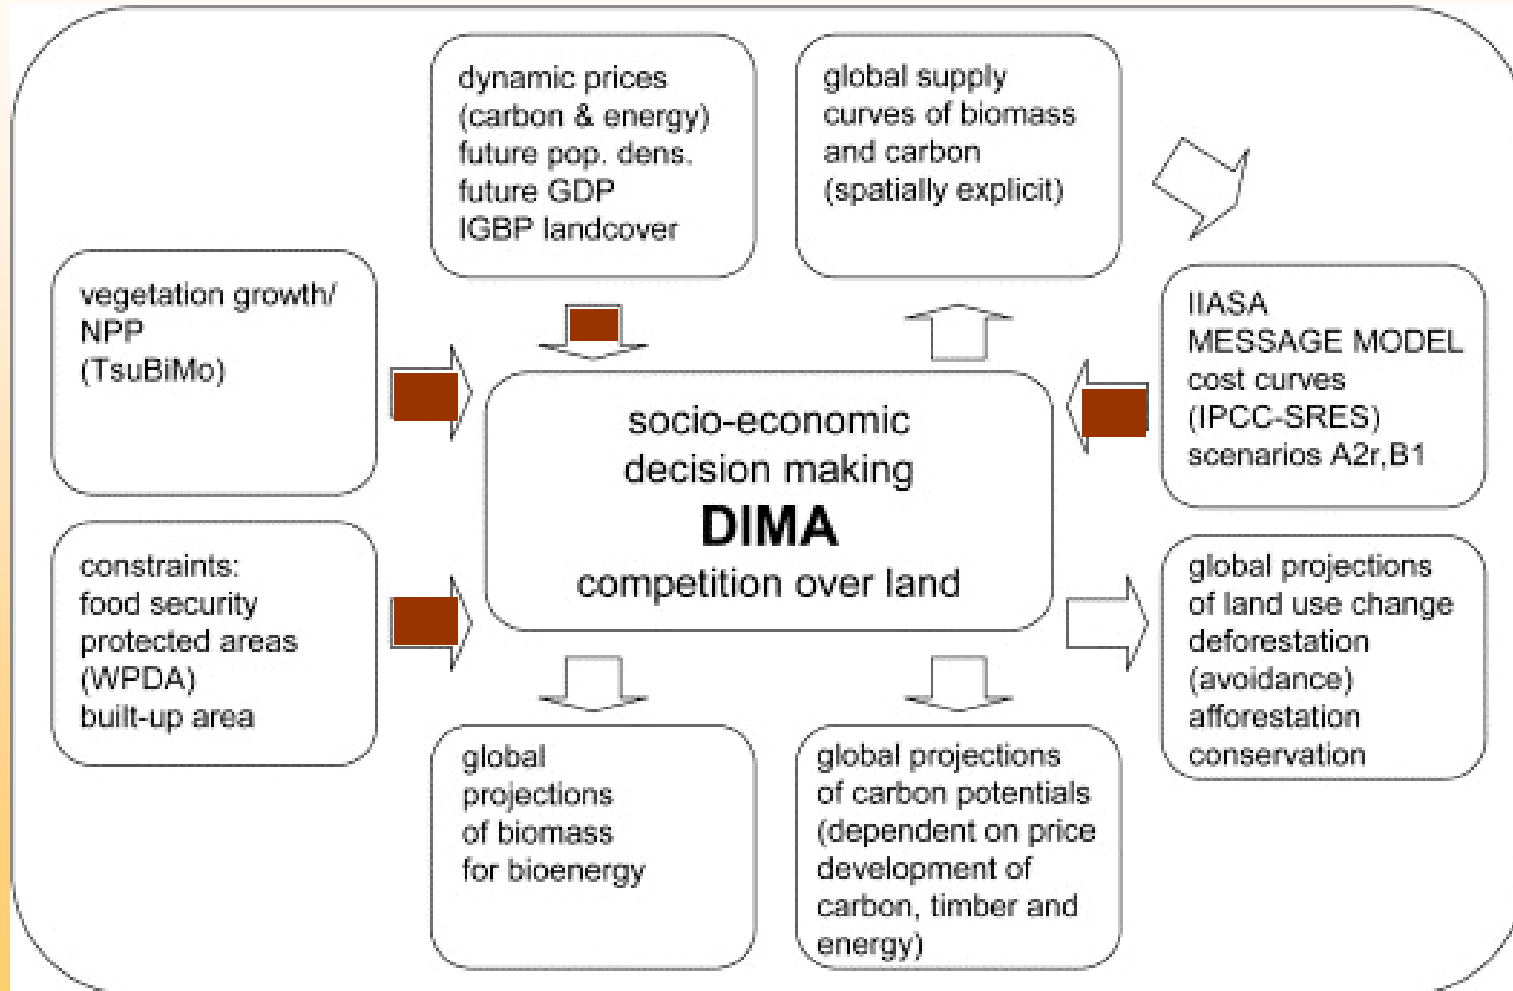 dynamic prices
(carbon & energy)
future pop. dens.
future GDP
IGBP landcover
global supply
curves of biomass
and carbon
(spatially explicit)
vegetation growth/
NPP
(TsuBiMo)
IIASA
MESSAGE MODEL
cost curves
(IPCC-SRES)
scenarios A2r,B1
socio-economic
decision making
DIMA
competition over land
constraints:
food security
protected areas
(WPDA)
built-up area
global projections
of land use change
deforestation
(avoidance)
afforestation
conservation
global
projections
of biomass
for bioenergy
global projections
of carbon potentials
(dependent on price
development of
carbon, timber and
energy)